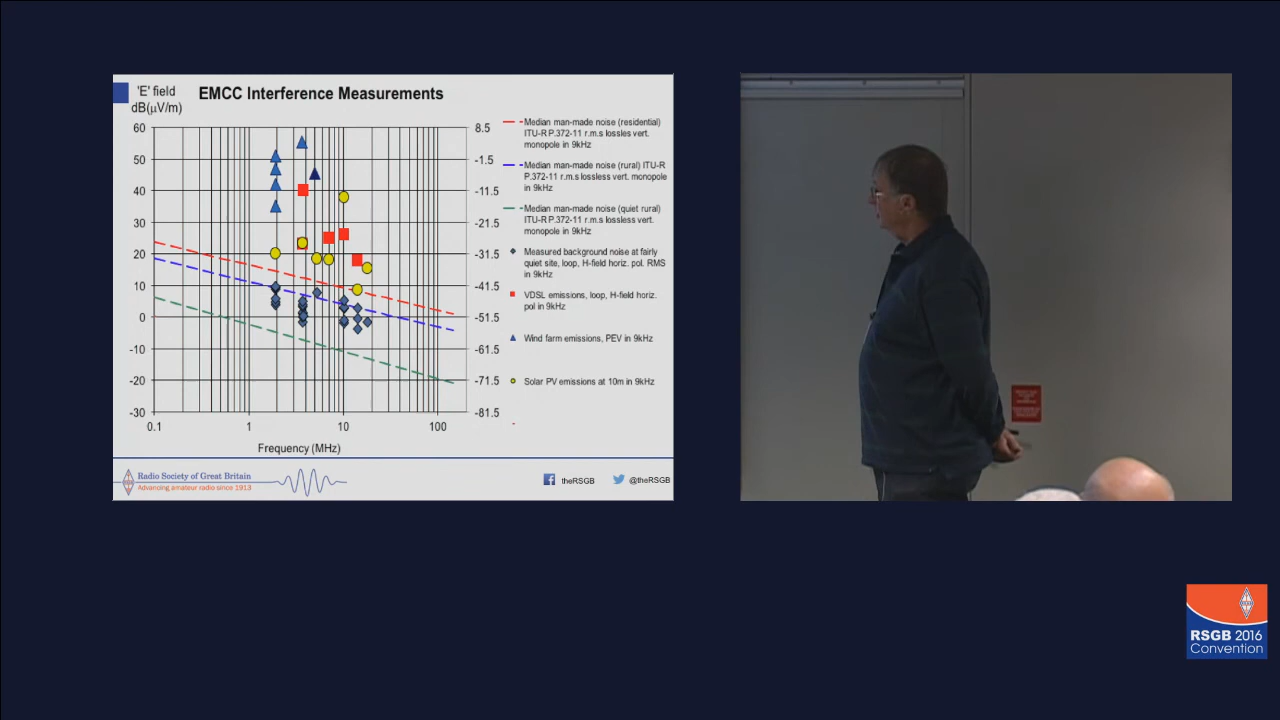 'E' field
dB(µV/m)
EMCC Interference Measurements
60
50
40
30
20
10
0
-10
-20
-30
8.5
-1.5
-11.5
-21.5
-31.5
-41.5
-51.5
-61.5
-71.5
-81.5
0.1
1
10
100
Frequency (MHz)
Median man-made noise (residential)
ITU-R P.372-11 r.m.s lossles vert.
monopole in 9kHz
Median man-made noise (rural) ITU-R
P.372-11 r.m.s lossless vert. monopole
in 9kHz
Median man-made noise (quiet rural)
ITU-R P.372-11 r.m.s lossless vert.
monopole in 9kHz
Measured background noise at fairly
quiet site, loop, H-field horiz. pol. RMS
in 9kHz
VDSL emissions, loop, H-field horiz.
pol in 9kHz
Wind farm emissions, PEV in 9kHz
Solar PV emissions at 10m in 9kHz
Radio Society of Great Britain
Advancing amateur radio since 1913
theRSGB
@theRSGB
RSGB 2016
Convention